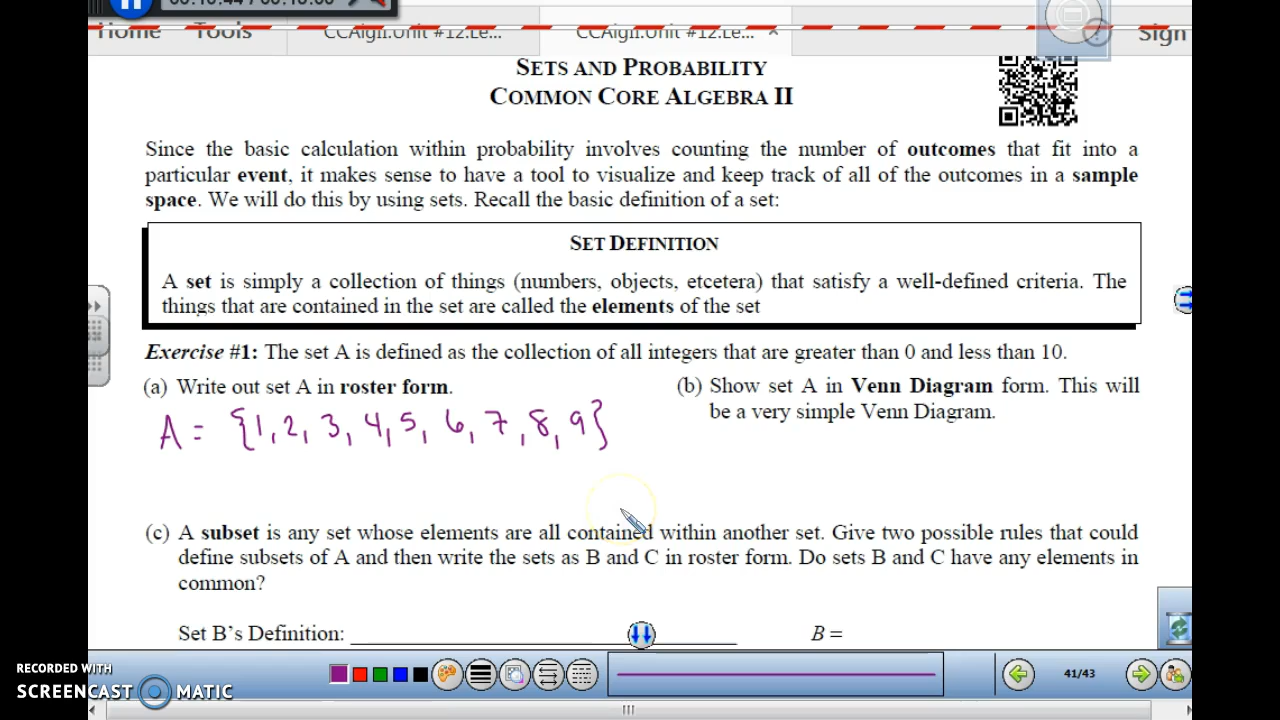 Home Tools CCAlgII.Unit #12.Le... CCAlgII.Unit #12.Le... × Sign
SETS AND PROBABILITY
COMMON CORE ALGEBRA II
Since the basic calculation within probability involves counting the number of outcomes that fit into a
particular event, it makes sense to have a tool to visualize and keep track of all of the outcomes in a sample
space. We will do this by using sets. Recall the basic definition of a set:
SET DEFINITION
A set is simply a collection of things (numbers, objects, etcetera) that satisfy a well-defined criteria. The
things that are contained in the set are called the elements of the set
Exercise #1: The set A is defined as the collection of all integers that are greater than 0 and less than 10.
(a) Write out set A in roster form.
A = {1, 2, 3, 4, 5, 6, 7, 8, 9}
(b) Show set A in Venn Diagram form. This will
be a very simple Venn Diagram.
(c) A subset is any set whose elements are all contained within another set. Give two possible rules that could
define subsets of A and then write the sets as B and C in roster form. Do sets B and C have any elements in
common?
Set B's Definition: ____________ B =
41/43
RECORDED WITH
SCREENCAST MATIC